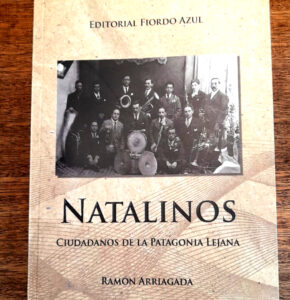 EDITORIAL FIORDO AZUL
NATALINOS
CIUDADANOS DE LA PATAGONIA LEJANA
RAMÓN ARRIAGADA